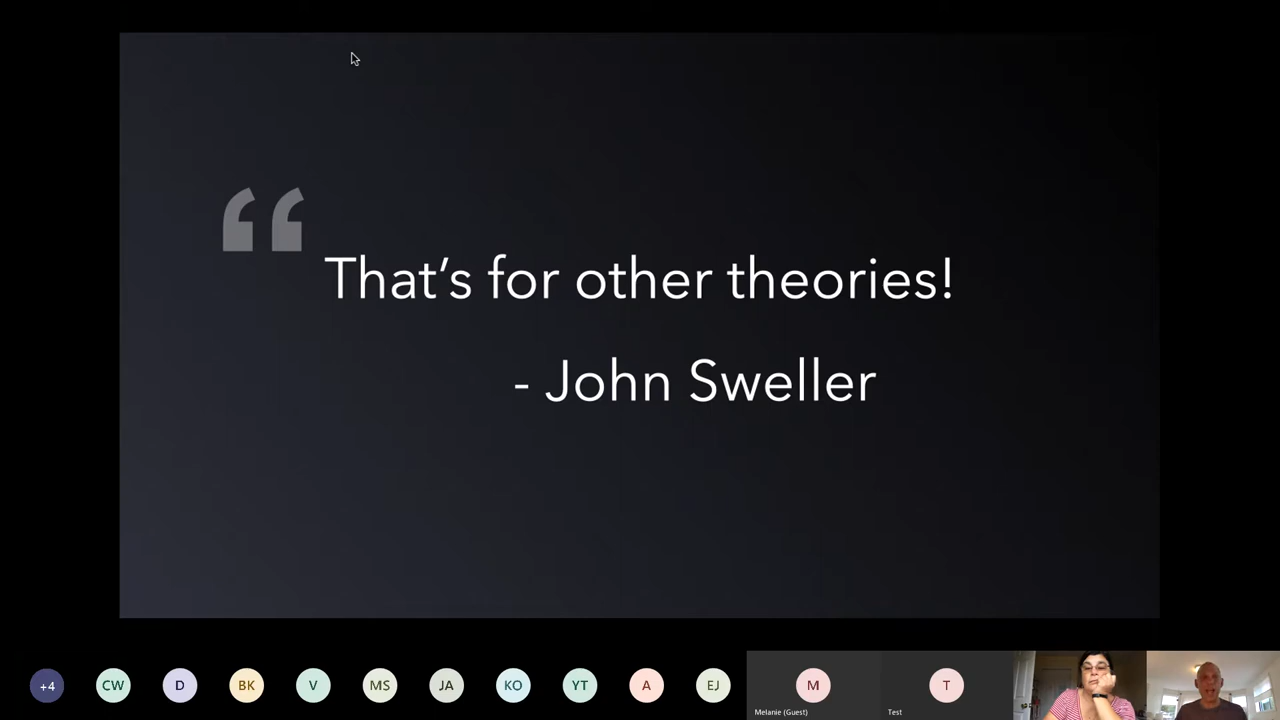 “
That’s for other theories!
- John Sweller
+4
CW
D
BK
V
MS
JA
KO
YT
A
EJ
M
T
Melanie (Guest)
Test